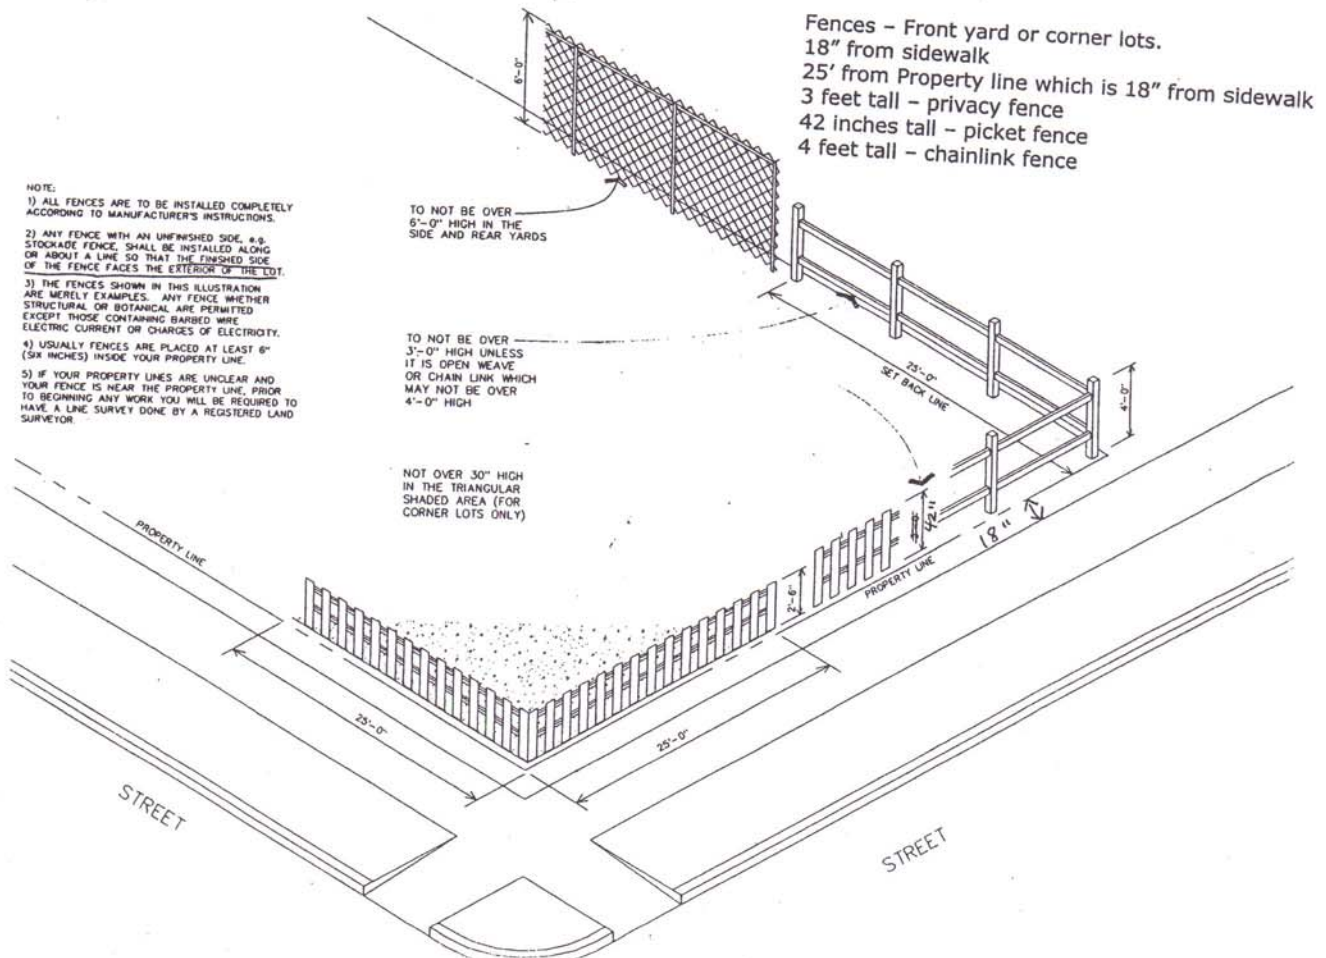 Fences – Front yard or corner lots.
18" from sidewalk
25' from Property line which is 18" from sidewalk
3 feet tall – privacy fence
42 inches tall – picket fence
4 feet tall – chainlink fence
6'-0"
NOTE:
1) ALL FENCES ARE TO BE INSTALLED COMPLETELY
ACCORDING TO MANUFACTURER'S INSTRUCTIONS.
2) ANY FENCE WITH AN UNFINISHED SIDE, e.g.
STOCKADE FENCE, SHALL BE INSTALLED ALONG
OR ABOUT A LINE SO THAT THE FINISHED SIDE
OF THE FENCE FACES THE EXTERIOR OF THE LOT.
3) THE FENCES SHOWN IN THIS ILLUSTRATION
ARE MERELY EXAMPLES. ANY FENCE WHETHER
STRUCTURAL OR BOTANICAL ARE PERMITTED
EXCEPT THOSE CONTAINING BARBED WIRE
ELECTRIC CURRENT OR CHARGES OF ELECTRICITY.
4) USUALLY FENCES ARE PLACED AT LEAST 6"
(SIX INCHES) INSIDE YOUR PROPERTY LINE.
5) IF YOUR PROPERTY LINES ARE UNCLEAR AND
YOUR FENCE IS NEAR THE PROPERTY LINE, PRIOR
TO BEGINNING ANY WORK YOU WILL BE REQUIRED TO
HAVE A LINE SURVEY DONE BY A REGISTERED LAND
SURVEYOR
TO NOT BE OVER
6'-0" HIGH IN THE
SIDE AND REAR YARDS
TO NOT BE OVER
3'-0" HIGH UNLESS
IT IS OPEN WEAVE
OR CHAIN LINK WHICH
MAY NOT BE OVER
4'-0" HIGH
NOT OVER 30" HIGH
IN THE TRIANGULAR
SHADED AREA (FOR
CORNER LOTS ONLY)
25'-0"
SET BACK LINE
4'-0"
42"
18"
PROPERTY LINE
2'-6"
PROPERTY LINE
25'-0"
25'-0"
STREET
STREET